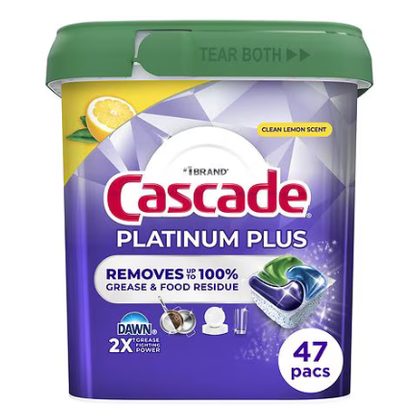 TEAR BOTH ▶▶
CLEAN LEMON SCENT
#1 BRAND*
Cascade®
PLATINUM PLUS
REMOVES UP TO 100%
GREASE & FOOD RESIDUE
DAWN®
2X* GREASE
FIGHTING
POWER
47
pacs